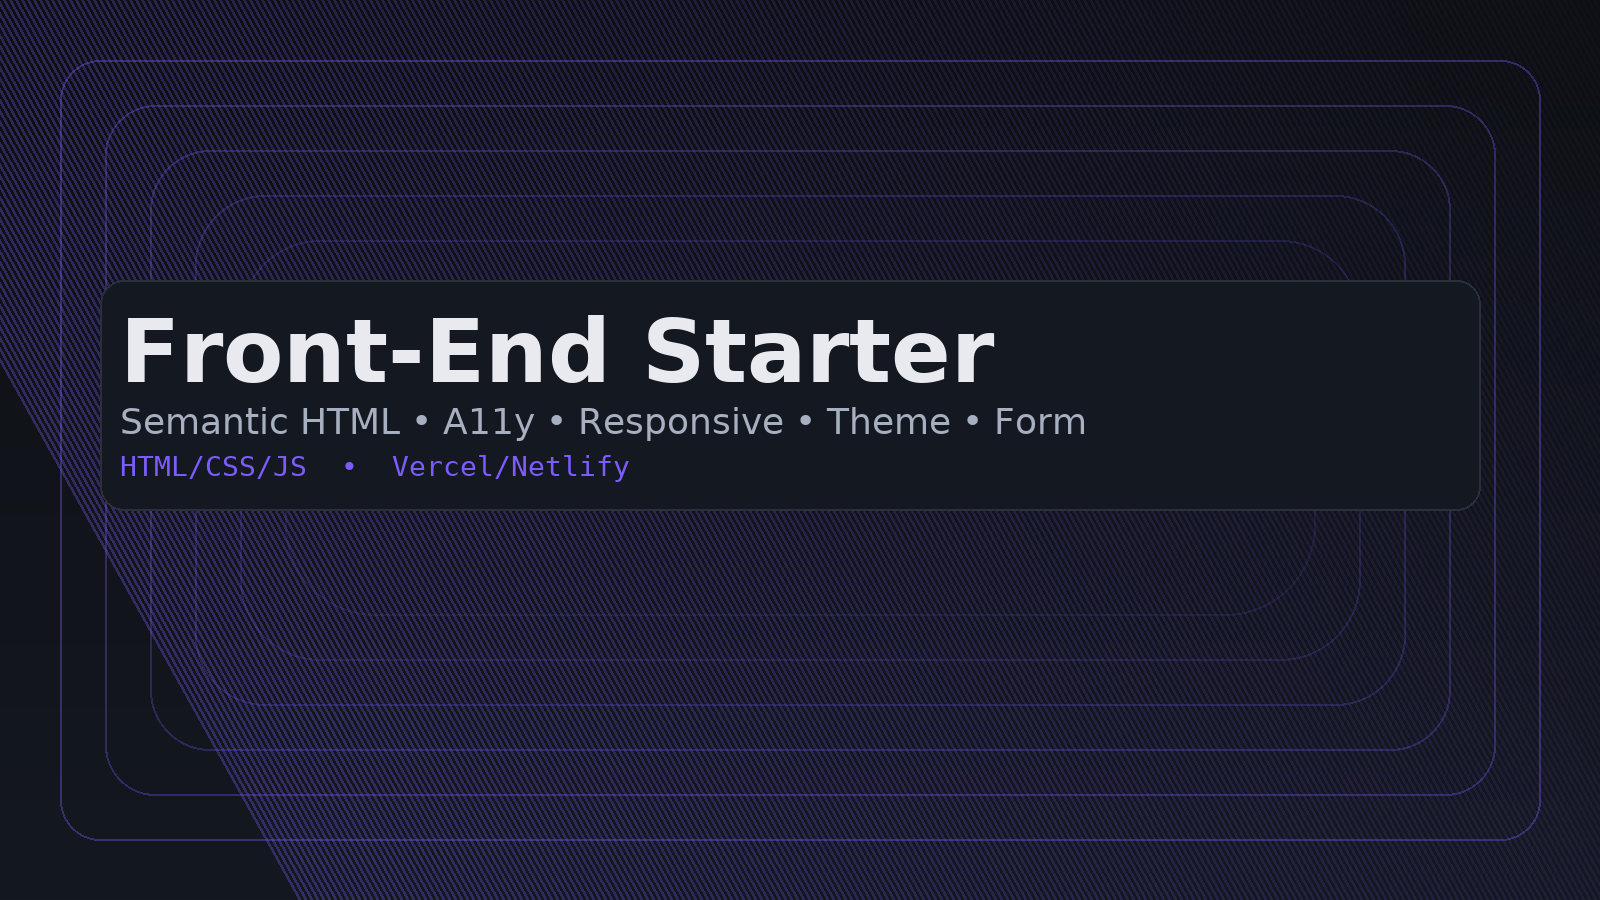 Front-End Starter
Semantic HTML • A11y • Responsive • Theme • Form
HTML/CSS/JS • Vercel/Netlify